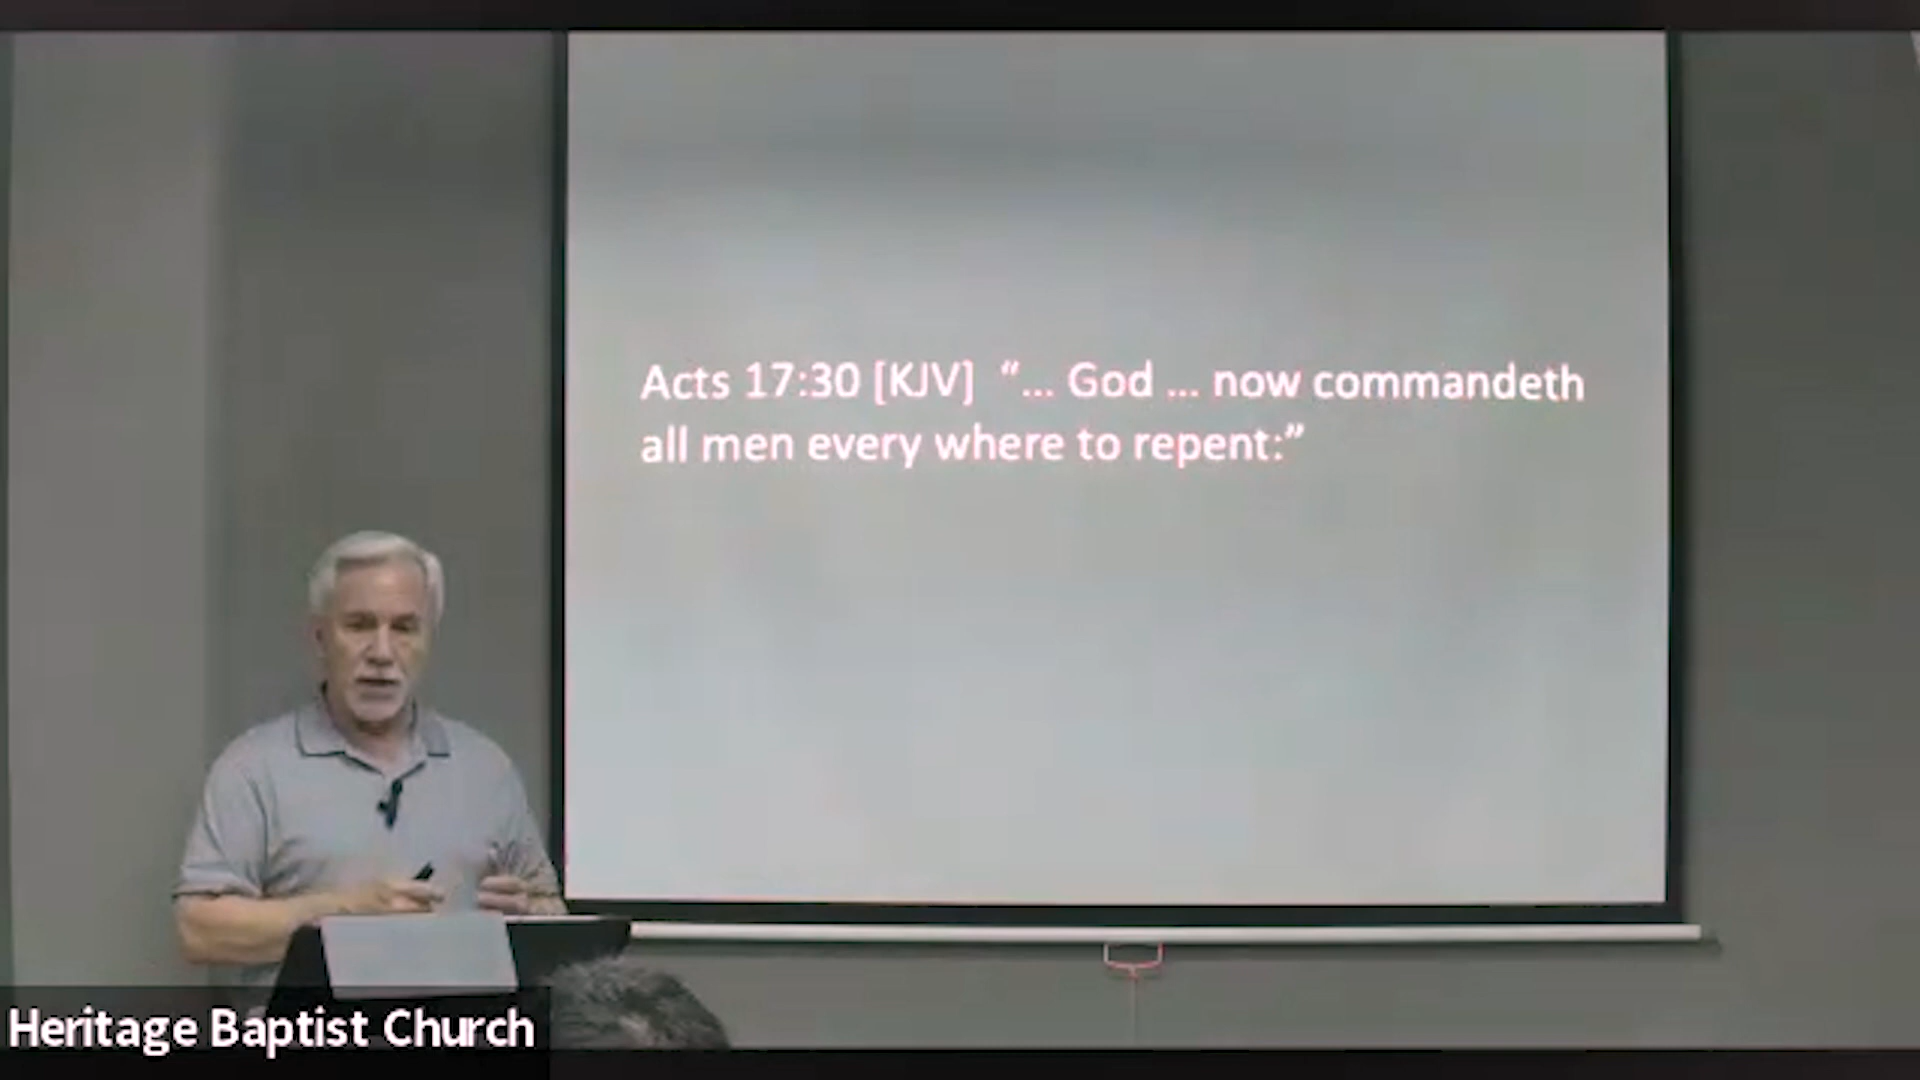 Acts 17:30 [KJV] “... God ... now commandeth
all men every where to repent:”
Heritage Baptist Church